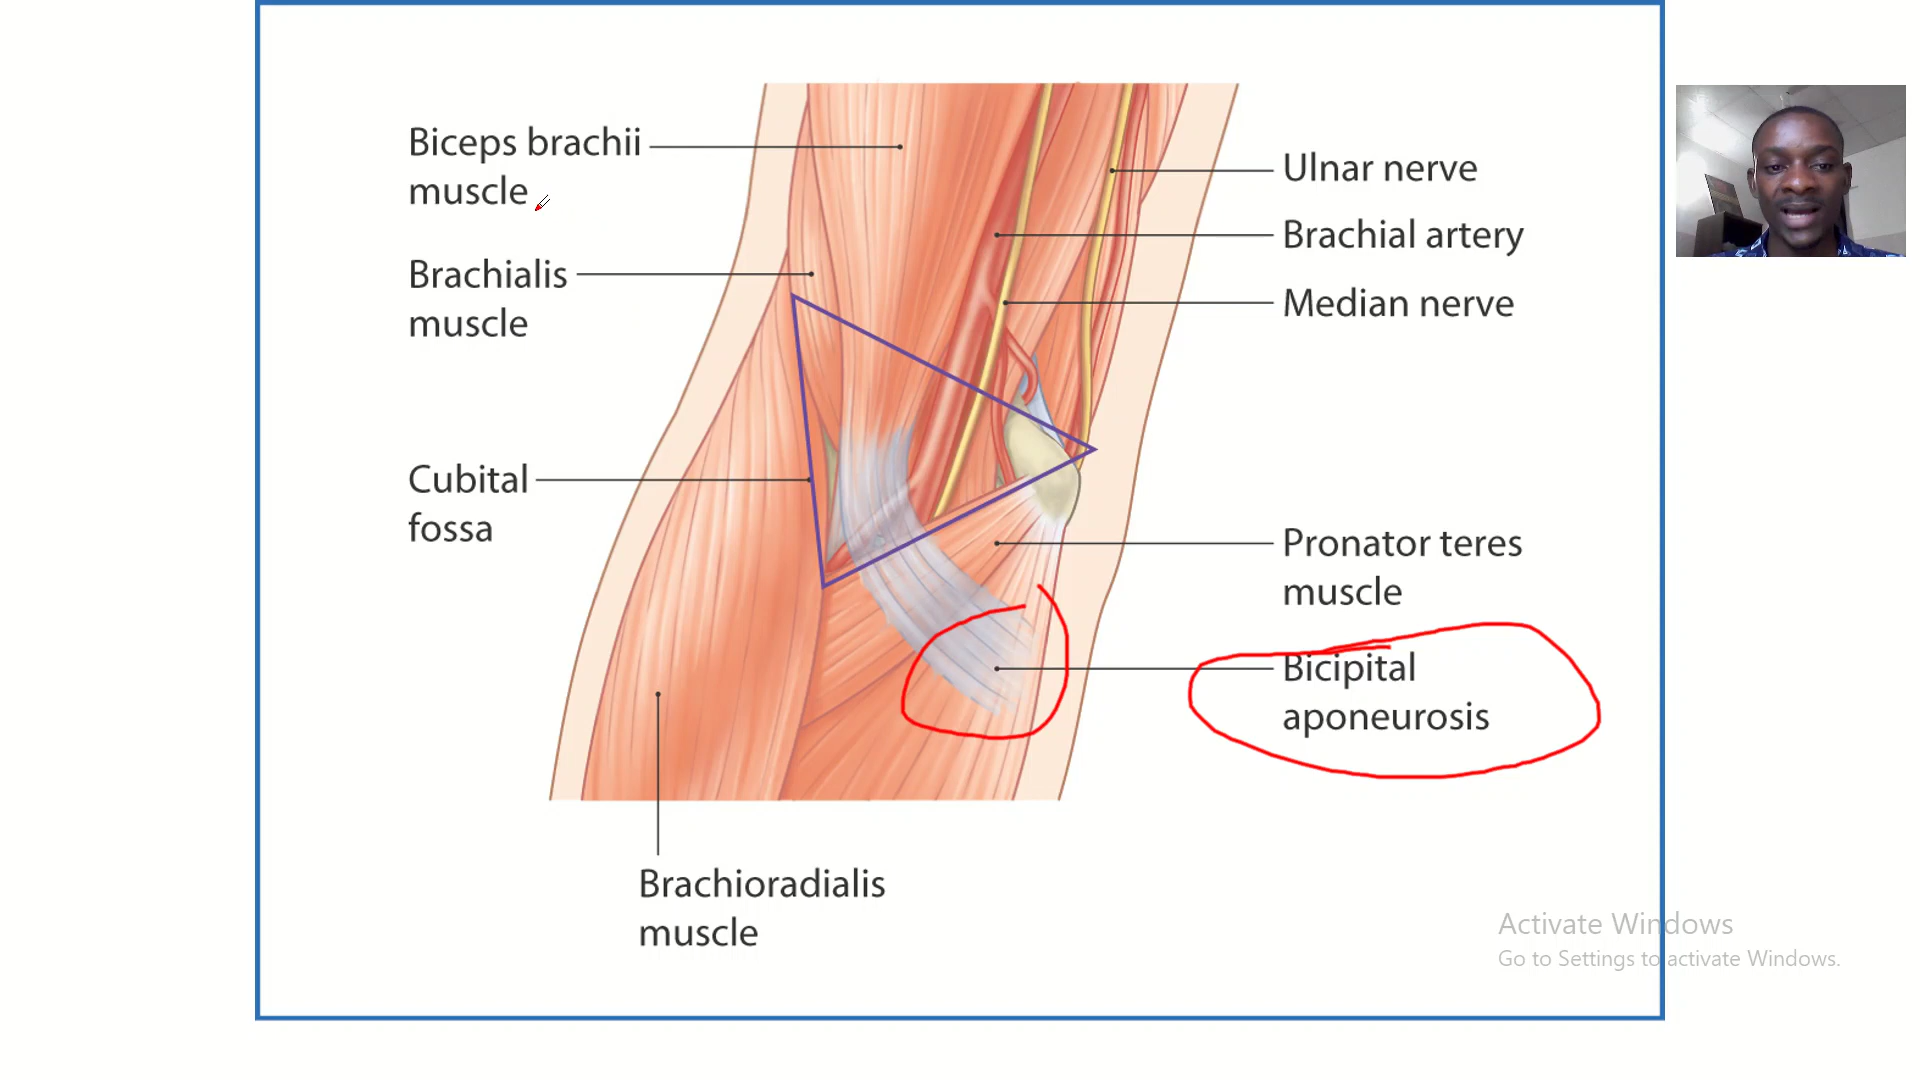 Biceps brachii
muscle
Brachialis
muscle
Cubital
fossa
Brachioradialis
muscle
Ulnar nerve
Brachial artery
Median nerve
Pronator teres
muscle
Bicipital
aponeurosis
Activate Windows
Go to Settings to activate Windows.